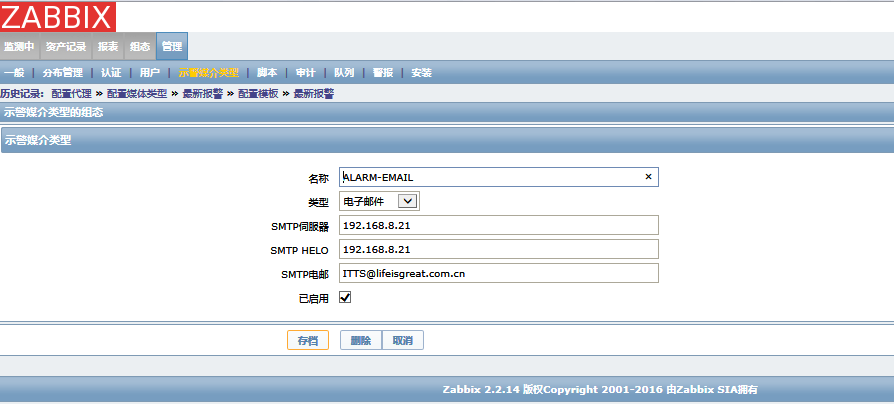 ZABBIX
监测中 资产记录 报表 组态 管理
一般 | 分布管理 | 认证 | 用户 | 示警媒介类型 | 脚本 | 审计 | 队列 | 警报 | 安装
历史记录: 配置代理 » 配置媒体类型 » 最新报警 » 配置模板 » 最新报警
示警媒介类型的组态
示警媒介类型
名称 ALARM-EMAIL ×
类型 电子邮件
SMTP伺服器 192.168.8.21
SMTP HELO 192.168.8.21
SMTP电邮 ITTS@lifeisgreat.com.cn
已启用
存档 删除 取消
Zabbix 2.2.14 版权Copyright 2001-2016 由Zabbix SIA拥有